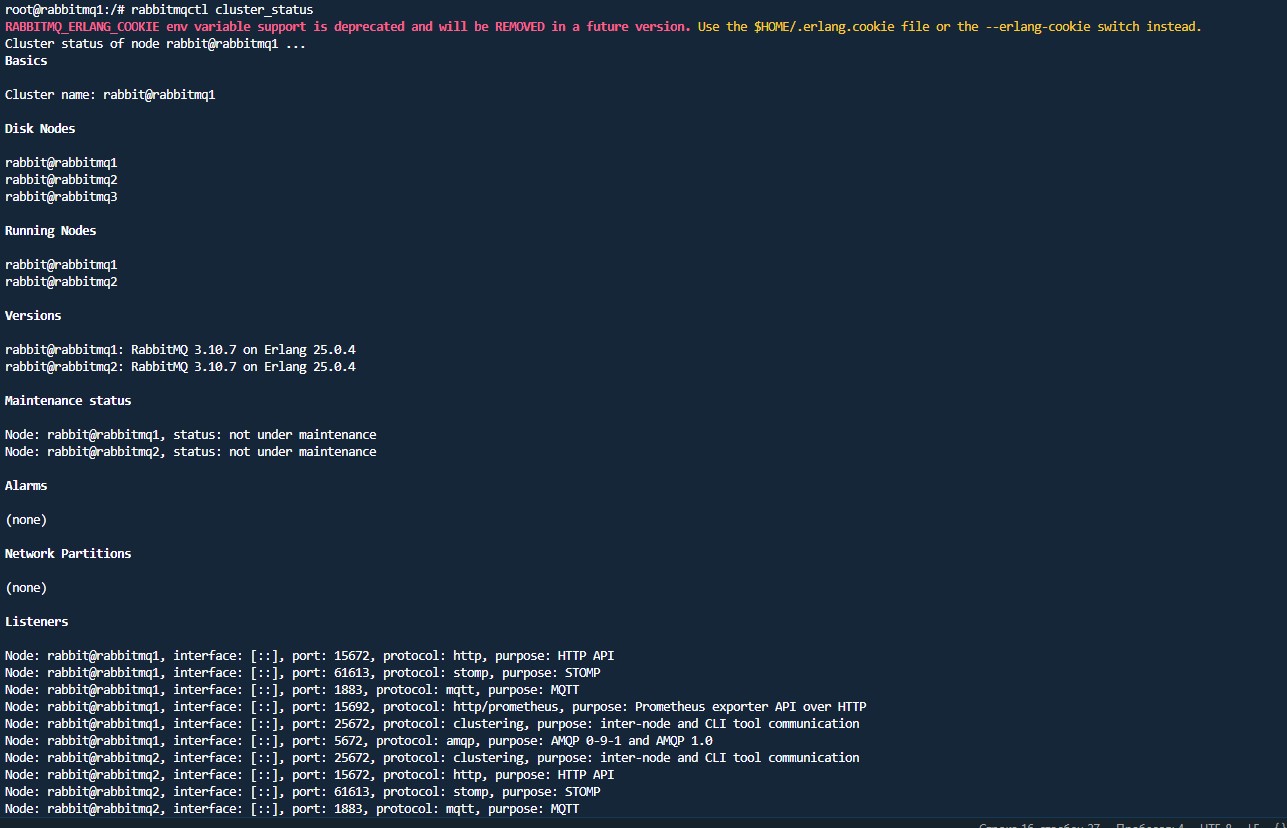 root@rabbitmq1:/# rabbitmqctl cluster_status
RABBITMQ_ERLANG_COOKIE env variable support is deprecated and will be REMOVED in a future version. Use the $HOME/.erlang.cookie file or the --erlang-cookie switch instead.
Cluster status of node rabbit@rabbitmq1 ...
Basics
Cluster name: rabbit@rabbitmq1
Disk Nodes
rabbit@rabbitmq1
rabbit@rabbitmq2
rabbit@rabbitmq3
Running Nodes
rabbit@rabbitmq1
rabbit@rabbitmq2
Versions
rabbit@rabbitmq1: RabbitMQ 3.10.7 on Erlang 25.0.4
rabbit@rabbitmq2: RabbitMQ 3.10.7 on Erlang 25.0.4
Maintenance status
Node: rabbit@rabbitmq1, status: not under maintenance
Node: rabbit@rabbitmq2, status: not under maintenance
Alarms
(none)
Network Partitions
(none)
Listeners
Node: rabbit@rabbitmq1, interface: [::], port: 15672, protocol: http, purpose: HTTP API
Node: rabbit@rabbitmq1, interface: [::], port: 61613, protocol: stomp, purpose: STOMP
Node: rabbit@rabbitmq1, interface: [::], port: 1883, protocol: mqtt, purpose: MQTT
Node: rabbit@rabbitmq1, interface: [::], port: 15692, protocol: http/prometheus, purpose: Prometheus exporter API over HTTP
Node: rabbit@rabbitmq1, interface: [::], port: 25672, protocol: clustering, purpose: inter-node and CLI tool communication
Node: rabbit@rabbitmq1, interface: [::], port: 5672, protocol: amqp, purpose: AMQP 0-9-1 and AMQP 1.0
Node: rabbit@rabbitmq2, interface: [::], port: 25672, protocol: clustering, purpose: inter-node and CLI tool communication
Node: rabbit@rabbitmq2, interface: [::], port: 15672, protocol: http, purpose: HTTP API
Node: rabbit@rabbitmq2, interface: [::], port: 61613, protocol: stomp, purpose: STOMP
Node: rabbit@rabbitmq2, interface: [::], port: 1883, protocol: mqtt, purpose: MQTT